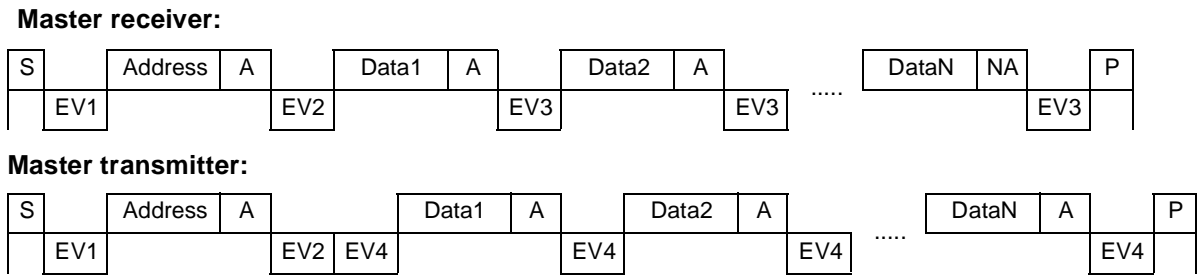 Master receiver:
S Address A Data1 A Data2 A DataN NA P
EV1 EV2 EV3 EV3 ..... EV3
Master transmitter:
S Address A Data1 A Data2 A DataN A P
EV1 EV2 EV4 EV4 EV4 ..... EV4